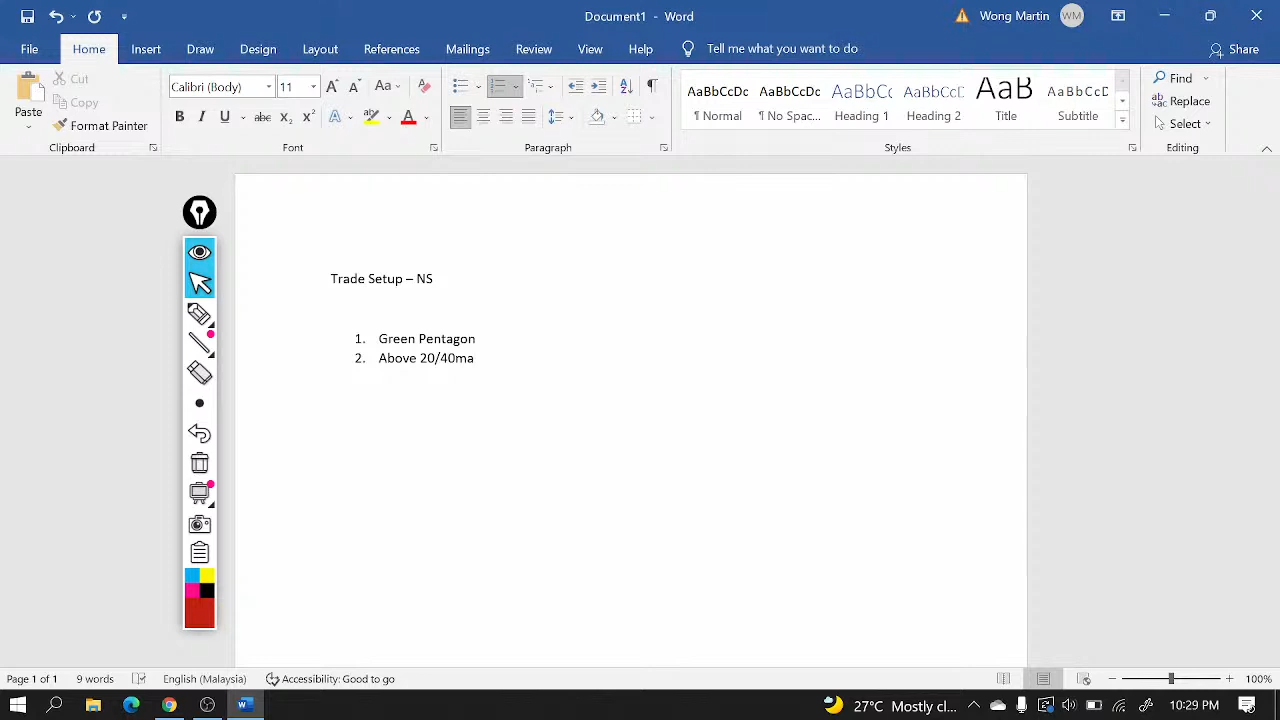 Document1 - Word
Wong Martin
WM
File Home Insert Draw Design Layout References Mailings Review View Help Tell me what you want to do Share
Paste
Cut
Copy
Format Painter
Clipboard
Calibri (Body) 11
Font
Paragraph
AaBbCcDc AaBbCcDc AaBbCc AaBbCcD AaB AaBbCcD
¶ Normal ¶ No Spac... Heading 1 Heading 2 Title Subtitle
Styles
Find
Replace
Select
Editing
Trade Setup – NS
1. Green Pentagon
2. Above 20/40ma
Page 1 of 1 9 words English (Malaysia) Accessibility: Good to go 100%
27°C Mostly cl... 10:29 PM